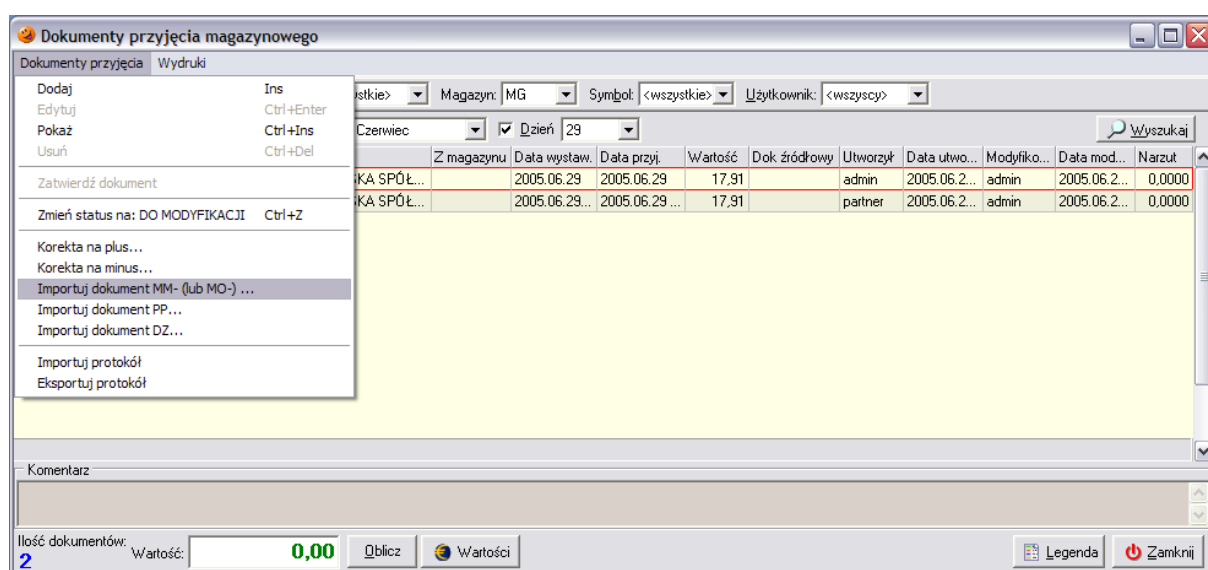 Dokumenty przyjęcia magazynowego
Dokumenty przyjęcia Wydruki
Dodaj Ins
Edytuj Ctrl+Enter
Pokaż Ctrl+Ins
Usuń Ctrl+Del
Zatwierdź dokument
Zmień status na: DO MODYFIKACJI Ctrl+Z
Korekta na plus...
Korekta na minus...
Importuj dokument MM- (lub MO-) ...
Importuj dokument PP...
Importuj dokument DZ...
Importuj protokół
Eksportuj protokół
ystkie> Magazyn: MG Symbol: <wszystkie> Użytkownik: <wszyscy>
Czerwiec Dzień 29 Wyszukaj
Z magazynu Data wystaw. Data przyj. Wartość Dok źródłowy Utworzył Data utwo... Modyfiko... Data mod... Narzut
KA SPÓŁ... 2005.06.29 2005.06.29 17,91 admin 2005.06.2... admin 2005.06.2... 0,0000
KA SPÓŁ... 2005.06.29... 2005.06.29 ... 17,91 partner 2005.06.2... admin 2005.06.2... 0,0000
Komentarz
Ilość dokumentów:
2 Wartość: 0,00 Oblicz Wartości Legenda Zamknij